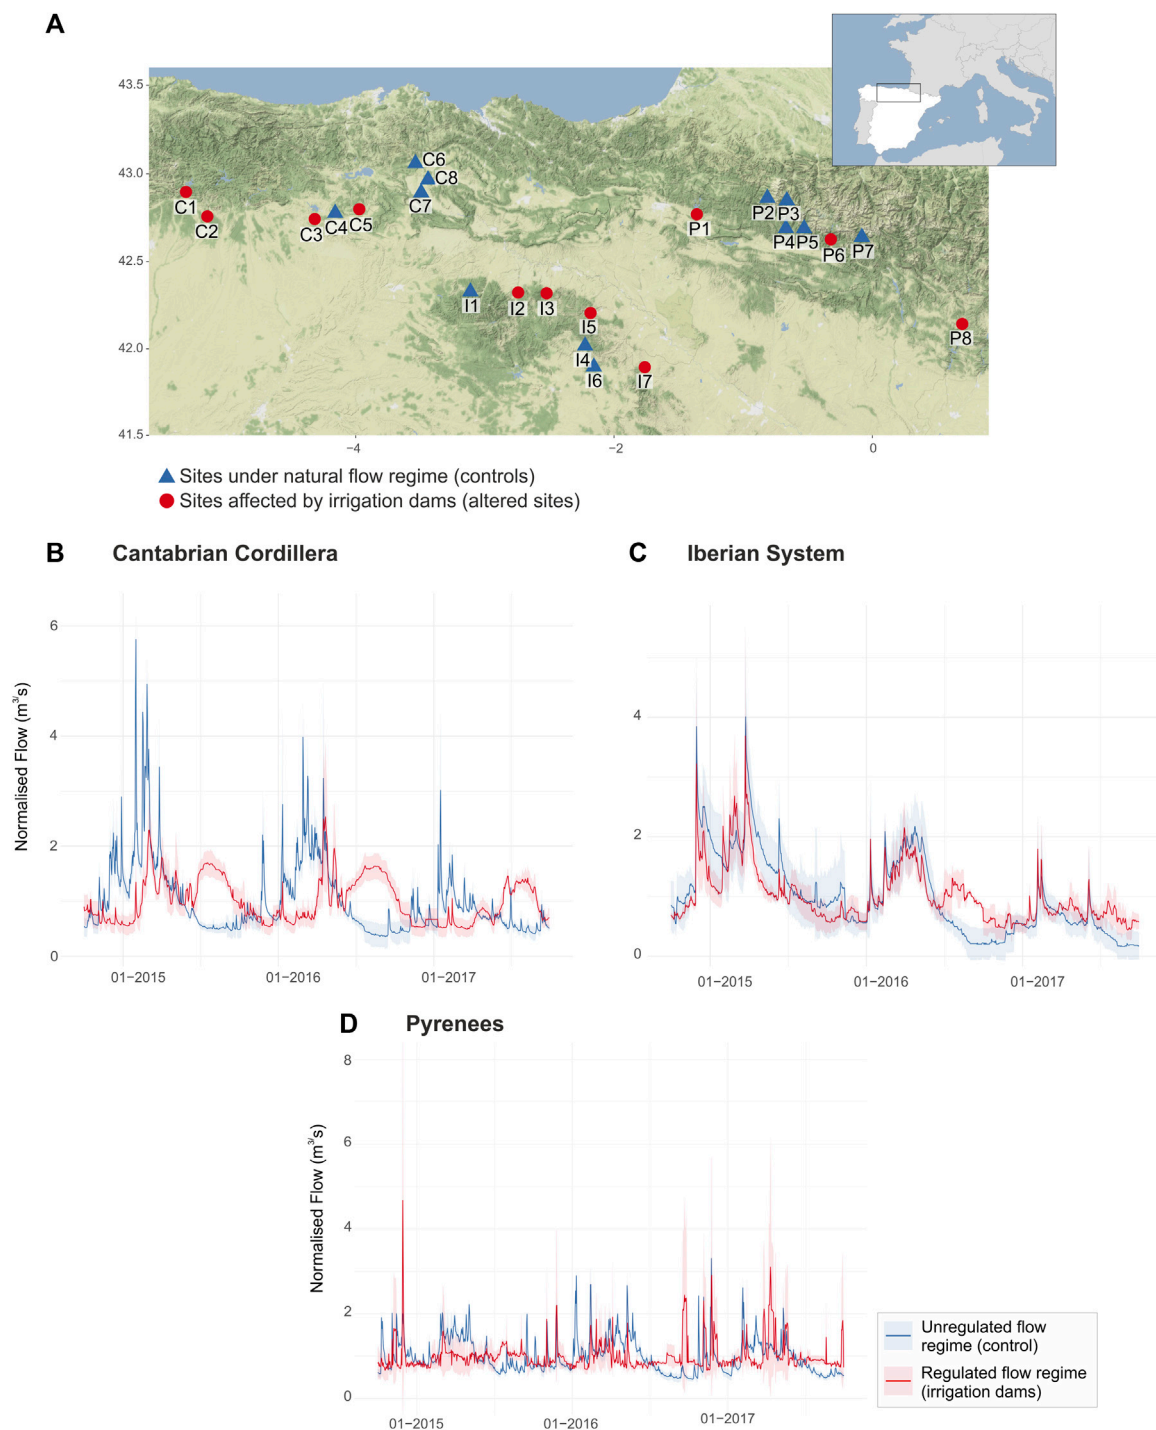 A
43.5
43.0
42.5
42.0
41.5
−4
−2
0
C1
C2
C3
C4
C5
C6
C8
C7
I1
I2
I3
I5
I4
I6
I7
P1
P2
P3
P4
P5
P6
P7
P8
Sites under natural flow regime (controls)
Sites affected by irrigation dams (altered sites)
B Cantabrian Cordillera
Normalised Flow (m³/s)
6
4
2
0
01−2015
01−2016
01−2017
C Iberian System
4
2
0
01−2015
01−2016
01−2017
D Pyrenees
Normalised Flow (m³/s)
8
6
4
2
0
01−2015
01−2016
01−2017
Unregulated flow
regime (control)
Regulated flow regime
(irrigation dams)